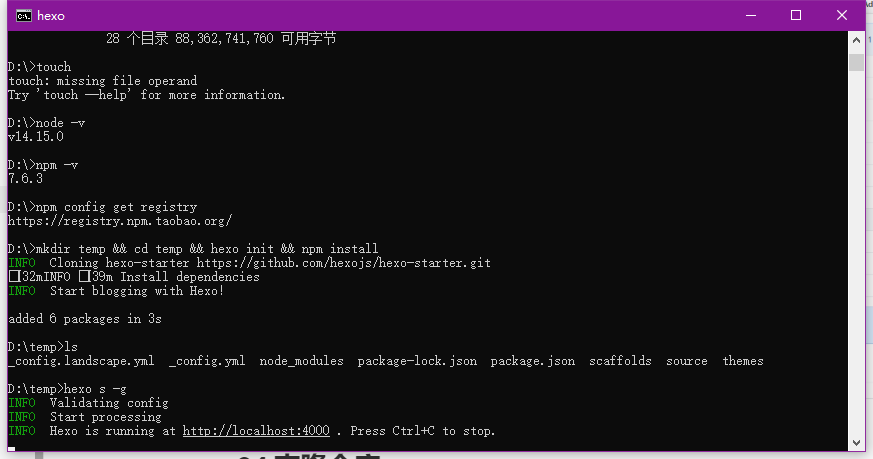 hexo
28 个目录 88,362,741,760 可用字节
D:\>touch
touch: missing file operand
Try 'touch --help' for more information.
D:\>node -v
v14.15.0
D:\>npm -v
7.6.3
D:\>npm config get registry
https://registry.npm.taobao.org/
D:\>mkdir temp && cd temp && hexo init && npm install
INFO  Cloning hexo-starter https://github.com/hexojs/hexo-starter.git
□[32mINFO □[39m Install dependencies
INFO  Start blogging with Hexo!
added 6 packages in 3s
D:\temp>ls
_config.landscape.yml  _config.yml  node_modules  package-lock.json  package.json  scaffolds  source  themes
D:\temp>hexo s -g
INFO  Validating config
INFO  Start processing
INFO  Hexo is running at http://localhost:4000 . Press Ctrl+C to stop.